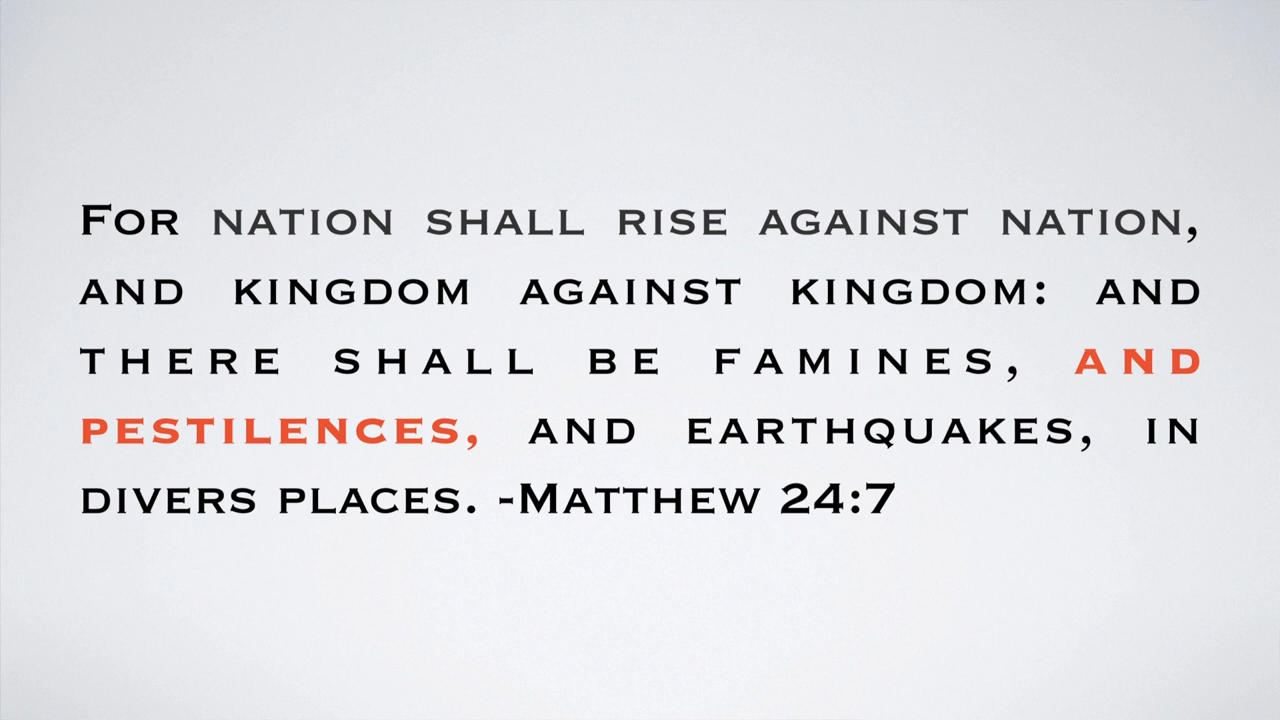 For nation shall rise against nation,
and kingdom against kingdom: and
there shall be famines, and
pestilences, and earthquakes, in
divers places. -Matthew 24:7